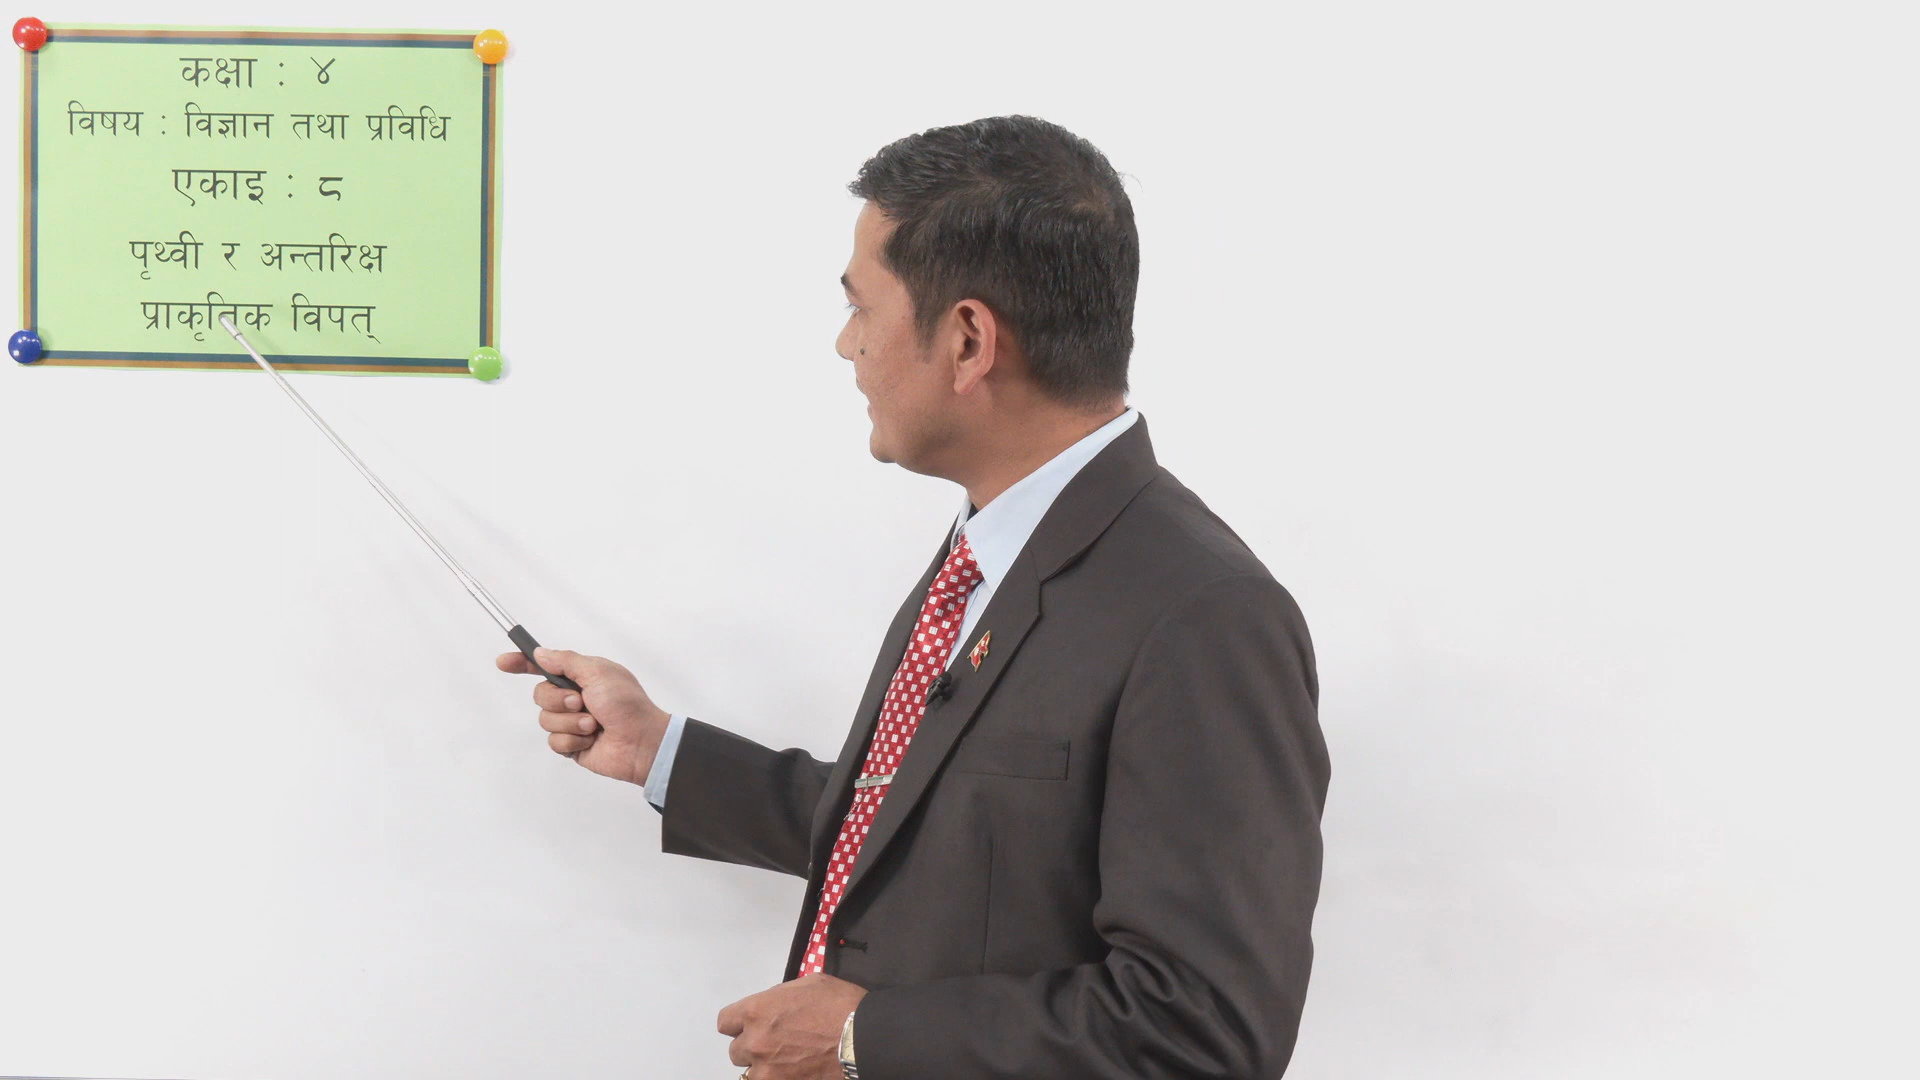 कक्षा : ४
विषय : विज्ञान तथा प्रविधि
एकाइ : ८
पृथ्वी र अन्तरिक्ष
प्राकृतिक विपत्